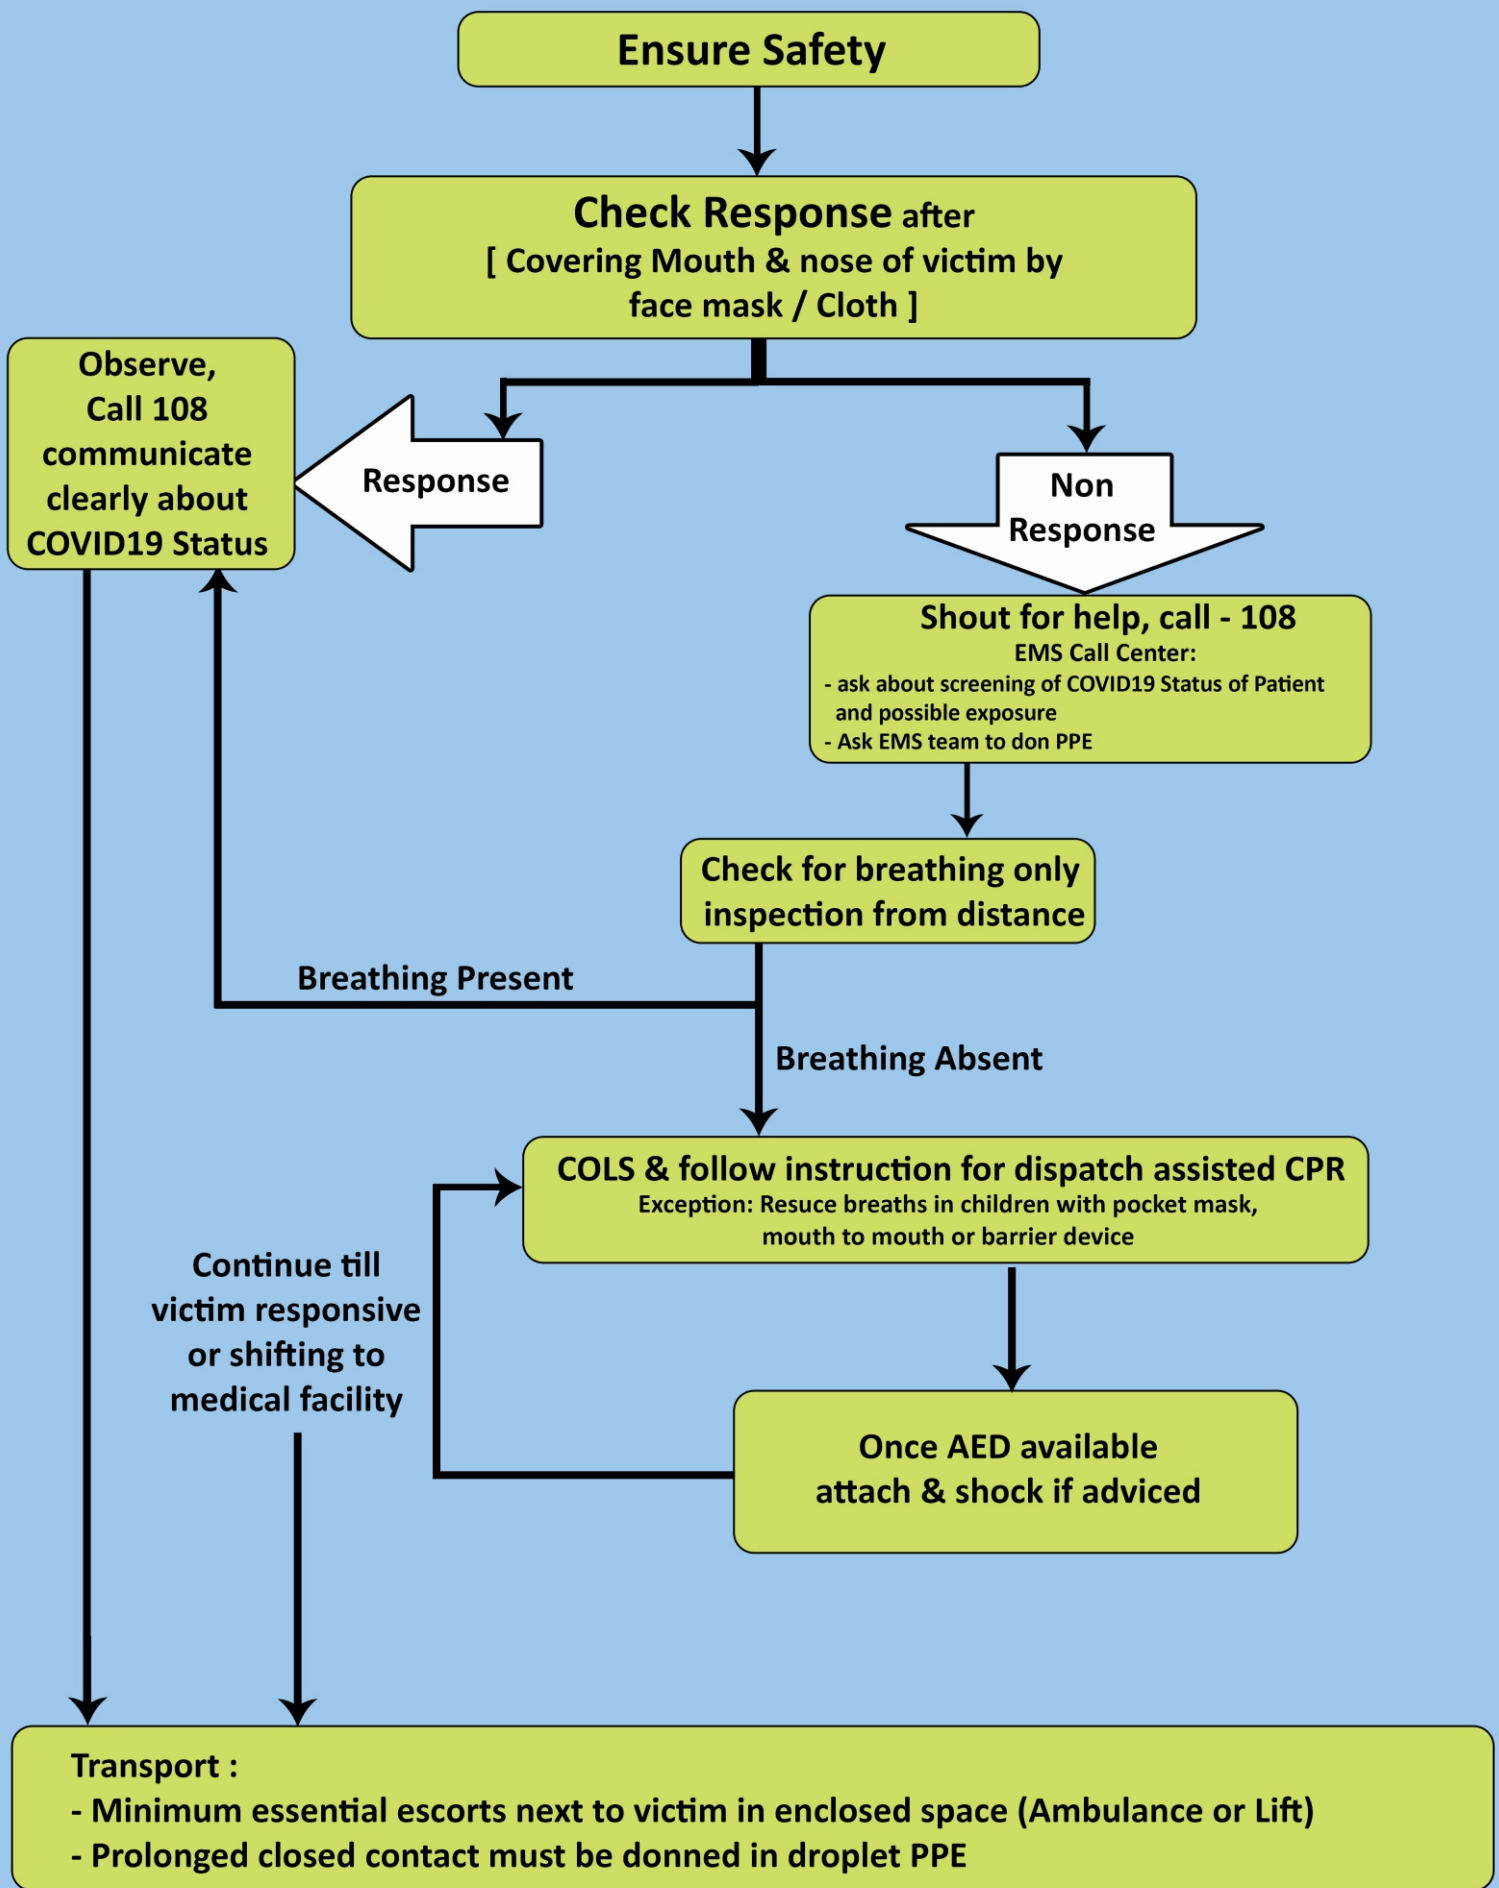 Ensure Safety
Check Response after
[ Covering Mouth & nose of victim by
face mask / Cloth ]
Observe,
Call 108
communicate
clearly about
COVID19 Status
Response
Non
Response
Shout for help, call - 108
EMS Call Center:
- ask about screening of COVID19 Status of Patient
and possible exposure
- Ask EMS team to don PPE
Check for breathing only
inspection from distance
Breathing Present
Breathing Absent
COLS & follow instruction for dispatch assisted CPR
Exception: Resuce breaths in children with pocket mask,
mouth to mouth or barrier device
Continue till
victim responsive
or shifting to
medical facility
Once AED available
attach & shock if adviced
Transport :
- Minimum essential escorts next to victim in enclosed space (Ambulance or Lift)
- Prolonged closed contact must be donned in droplet PPE